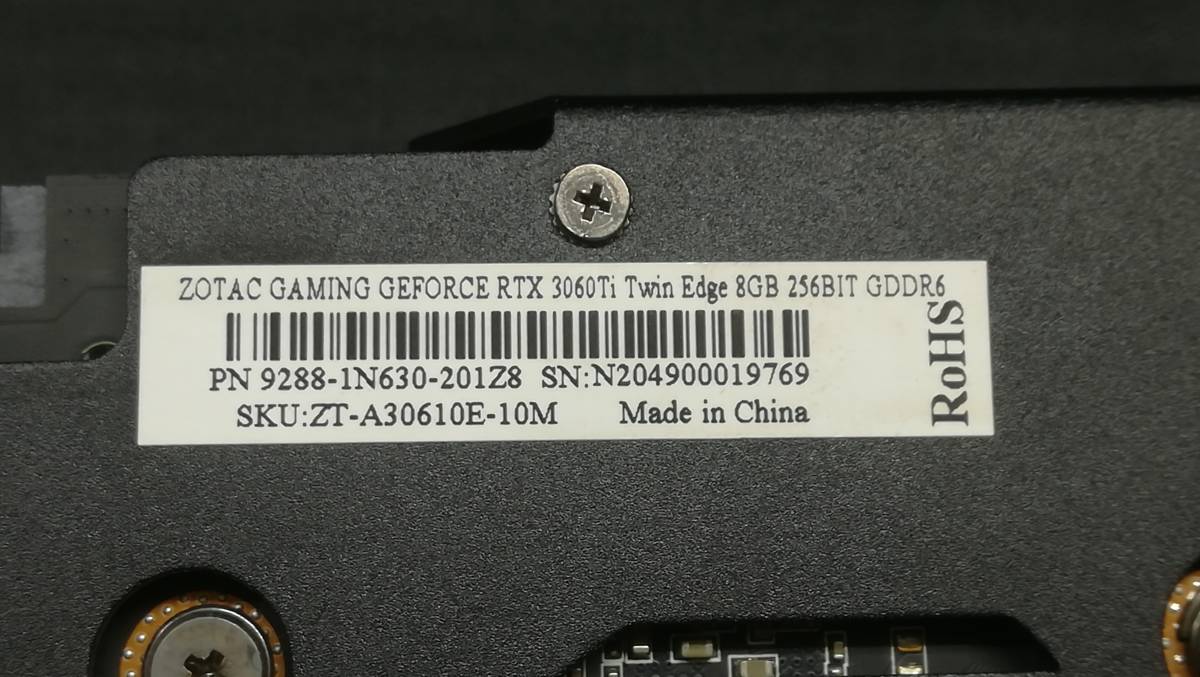 ZOTAC GAMING GEFORCE RTX 3060Ti Twin Edge 8GB 256BIT GDDR6
PN 9288-1N630-201Z8 SN:N204900019769
SKU:ZT-A30610E-10M Made in China
RoHS